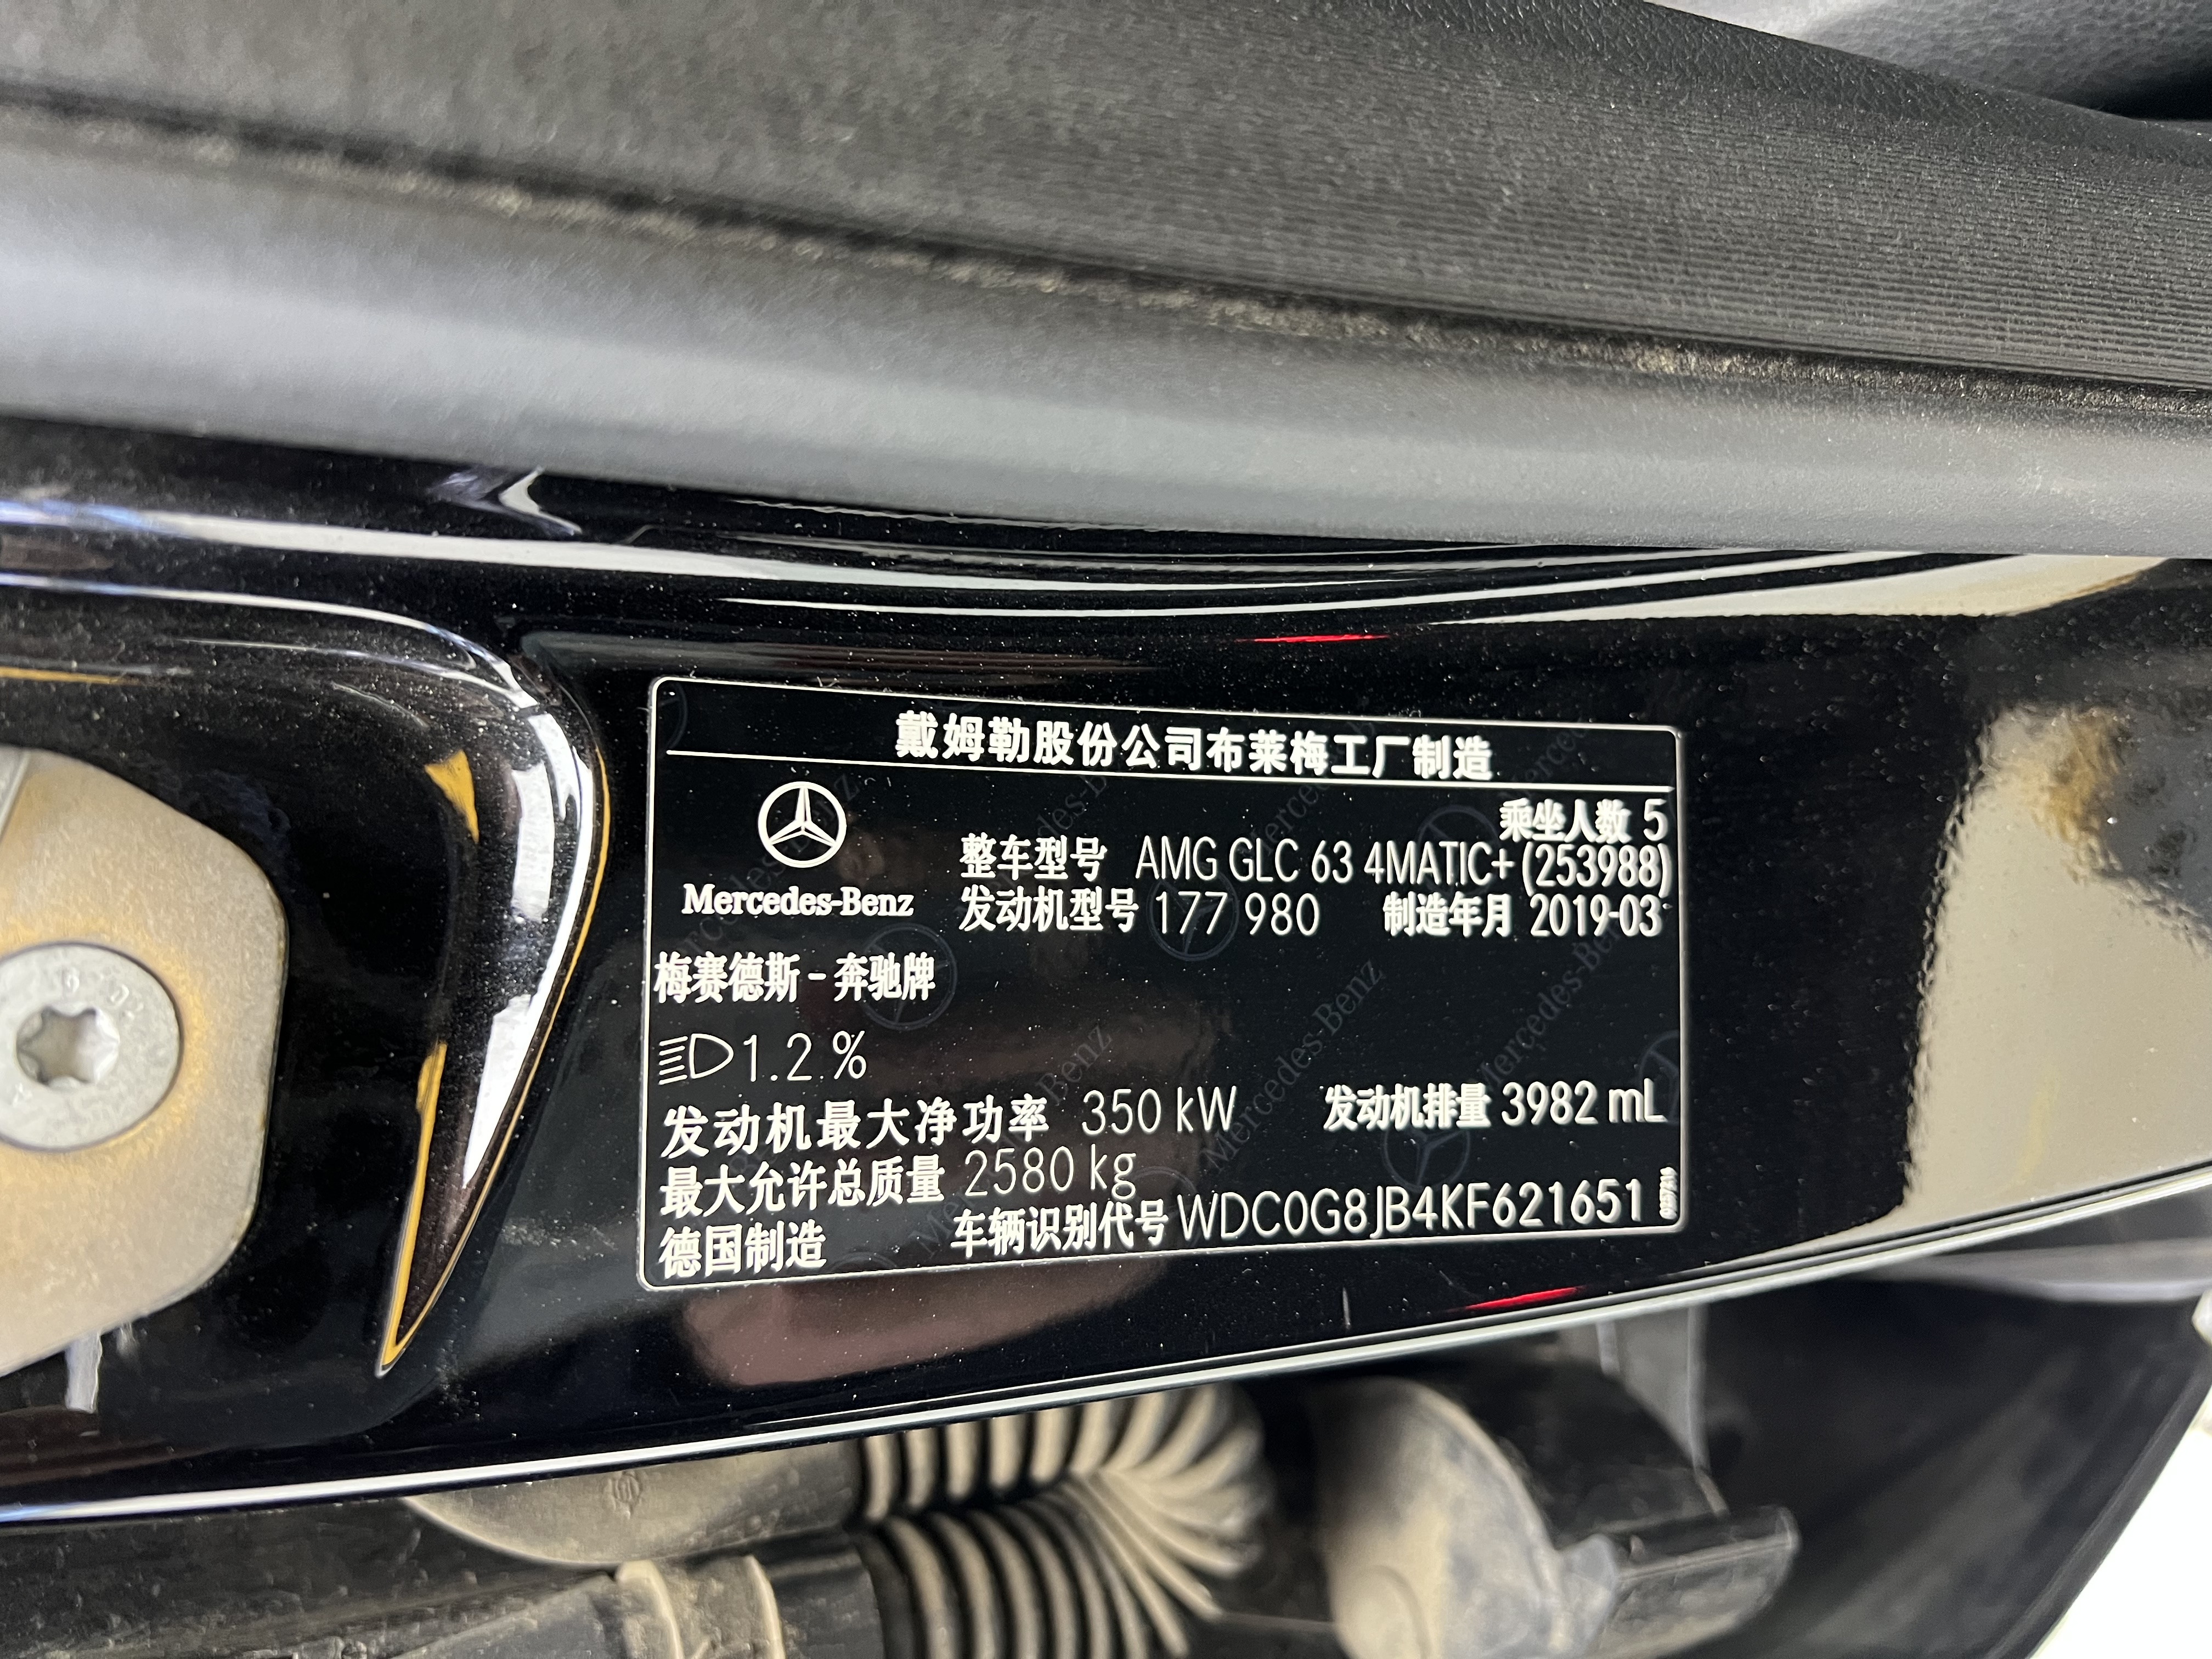 戴姆勒股份公司布莱梅工厂制造
乘坐人数 5
整车型号 AMG GLC 63 4MATIC+ (253988)
Mercedes-Benz
发动机型号 177 980 制造年月 2019-03
梅赛德斯-奔驰牌
1.2 %
发动机最大净功率 350 kW 发动机排量 3982 mL
最大允许总质量 2580 kg
德国制造 车辆识别代号 WDC0G8JB4KF621651